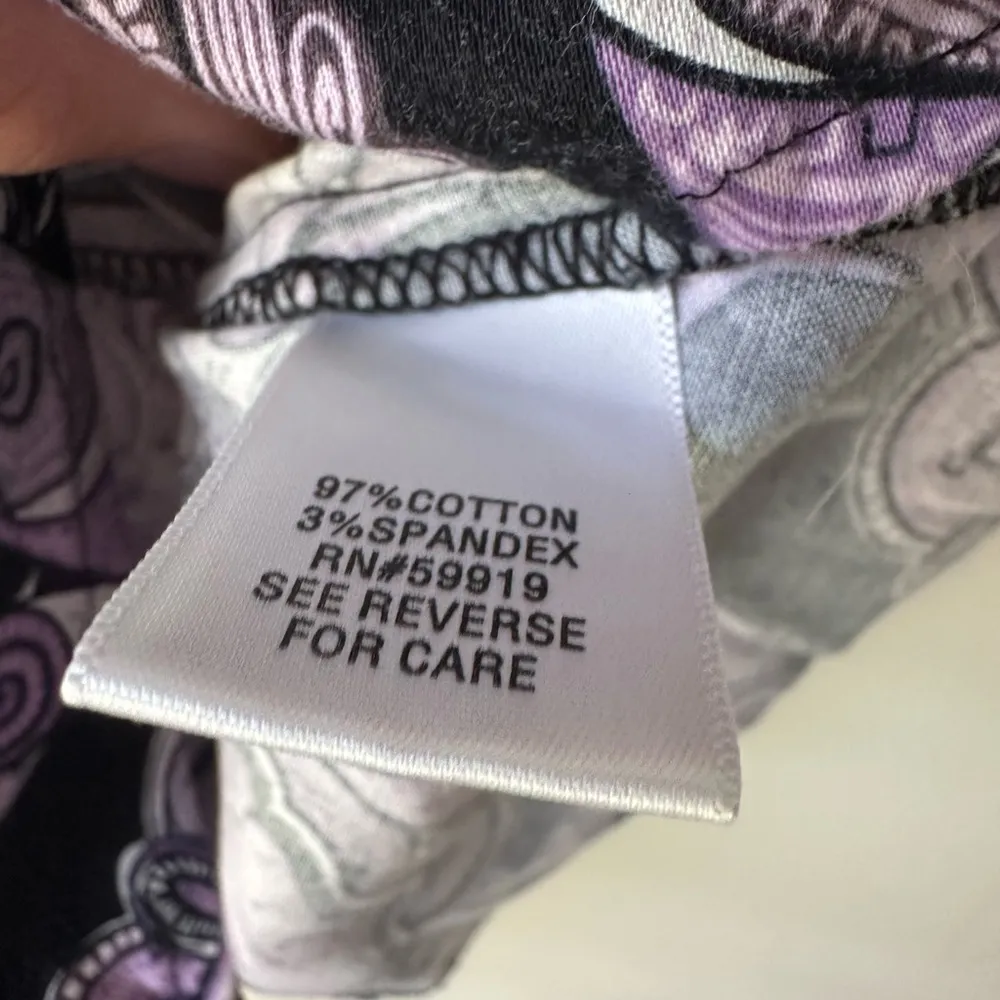 97%COTTON
3%SPANDEX
RN#59919
SEE REVERSE
FOR CARE